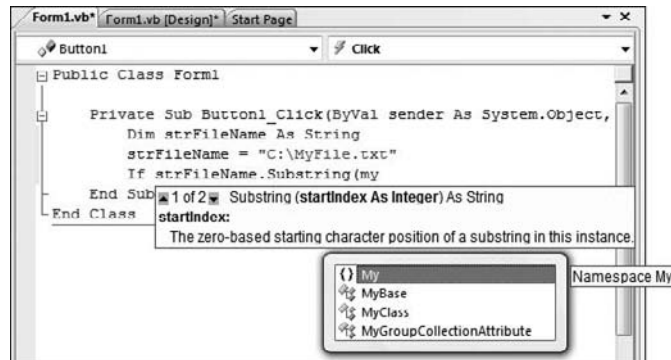 Form1.vb* Form1.vb [Design]* Start Page
Button1 Click
Public Class Form1
Private Sub Button1_Click(ByVal sender As System.Object,
Dim strFileName As String
strFileName = "C:\MyFile.txt"
If strFileName.Substring(my
End Sub
1 of 2 Substring (startIndex As Integer) As String
End Class
startIndex:
The zero-based starting character position of a substring in this instance.
{} My
Namespace My
MyBase
MyClass
MyGroupCollectionAttribute